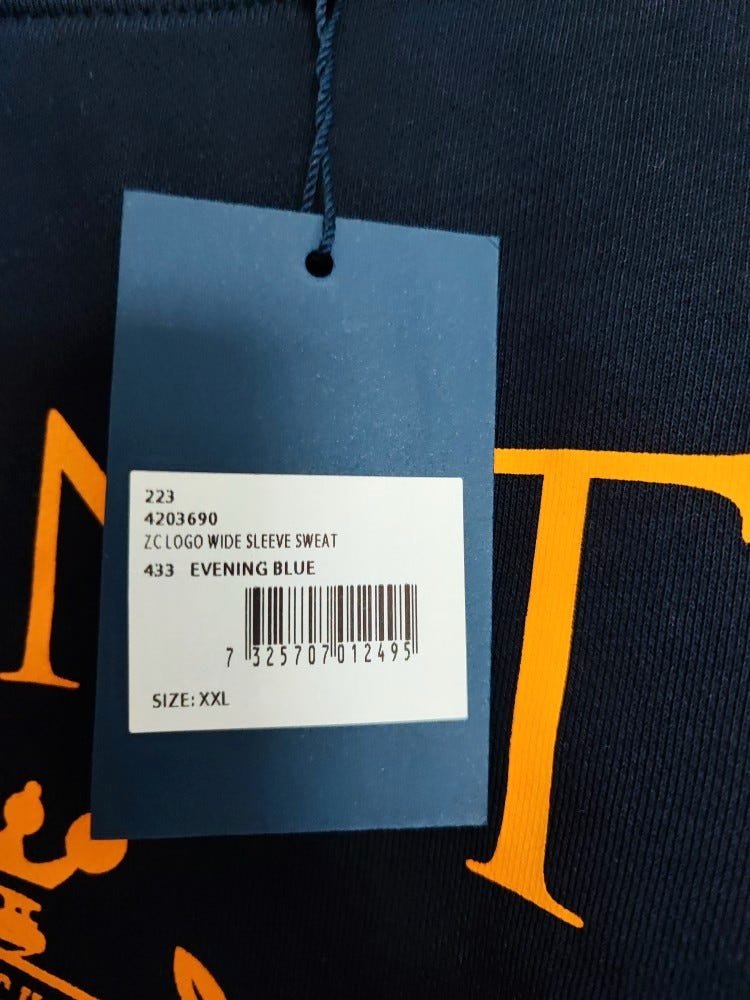 223
4203690
ZC LOGO WIDE SLEEVE SWEAT
433 EVENING BLUE
7 325707 012495
SIZE: XXL
T